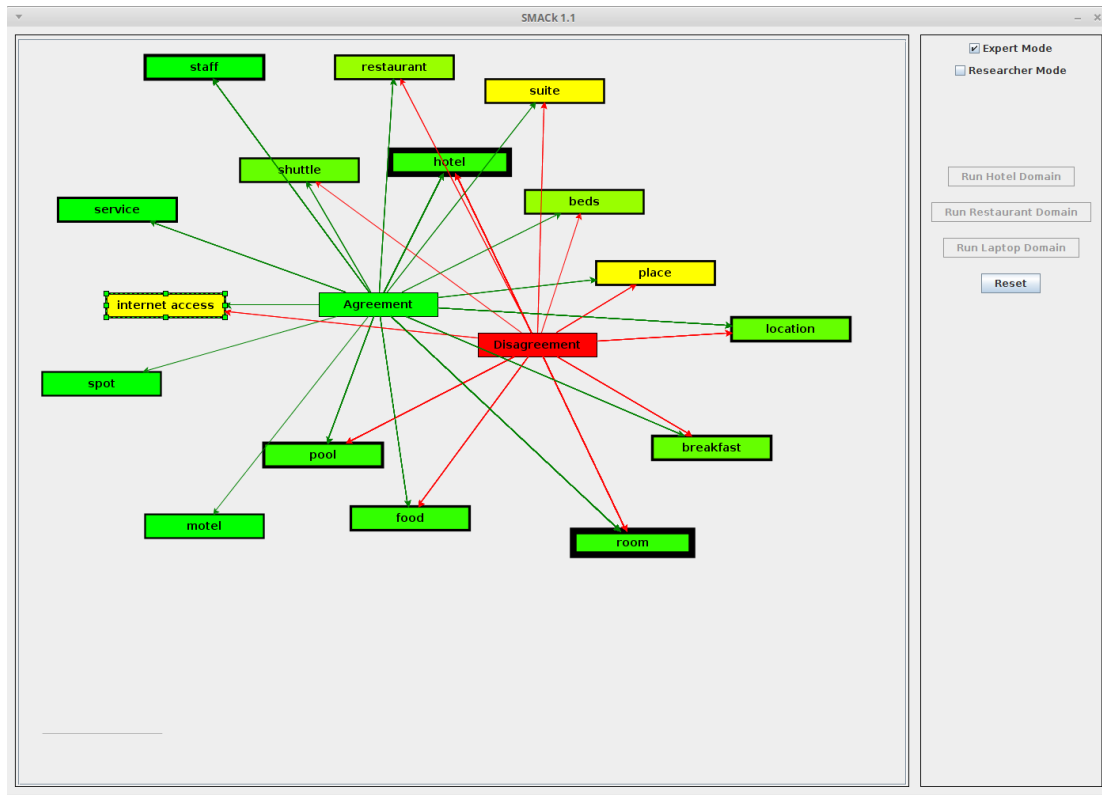 SMACk 1.1
staff
restaurant
suite
shuttle
hotel
beds
service
place
internet access
Agreement
location
Disagreement
spot
pool
breakfast
motel
food
room
Expert Mode
Researcher Mode
Run Hotel Domain
Run Restaurant Domain
Run Laptop Domain
Reset